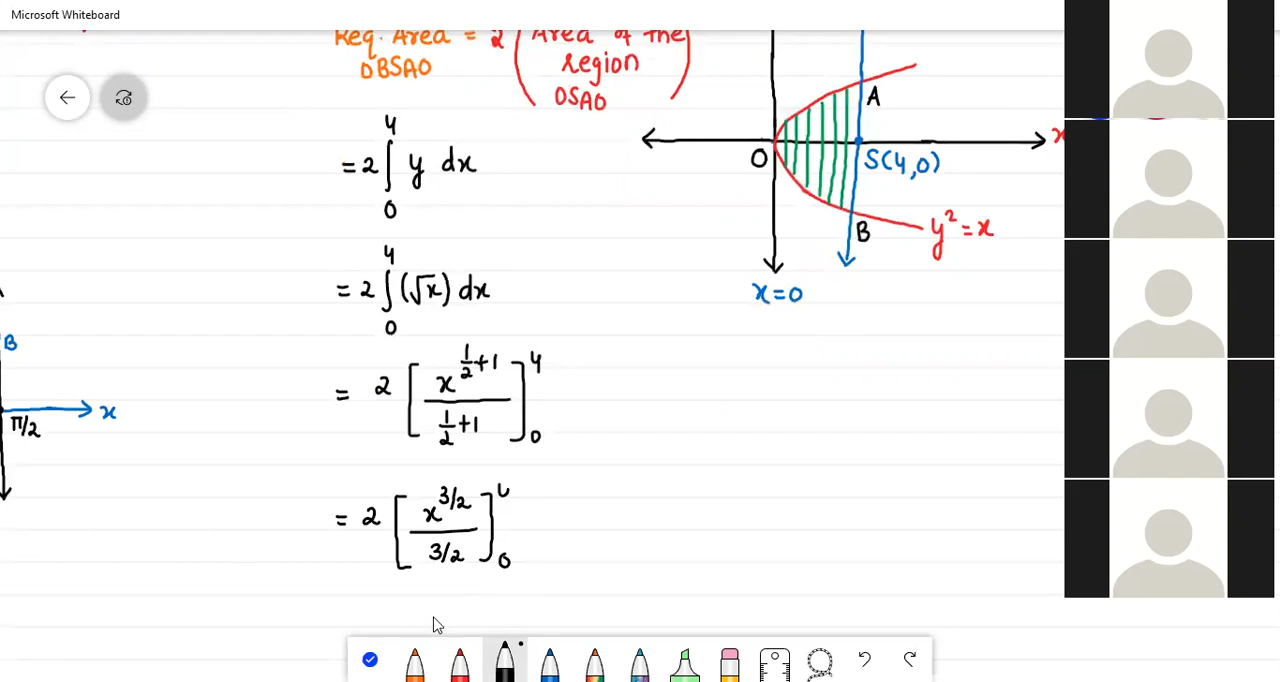 Microsoft Whiteboard
Req. Area = 2 ( Area of the
OBSAO region
OSAO )
= 2 ∫₀⁴ y dx
= 2 ∫₀⁴ (√x) dx
= 2 [ x^(1/2+1) / (1/2+1) ]₀⁴
= 2 [ x^(3/2) / (3/2) ]₀
A
x
O
S(4,0)
B
y² = x
x=0
B
x
π/2